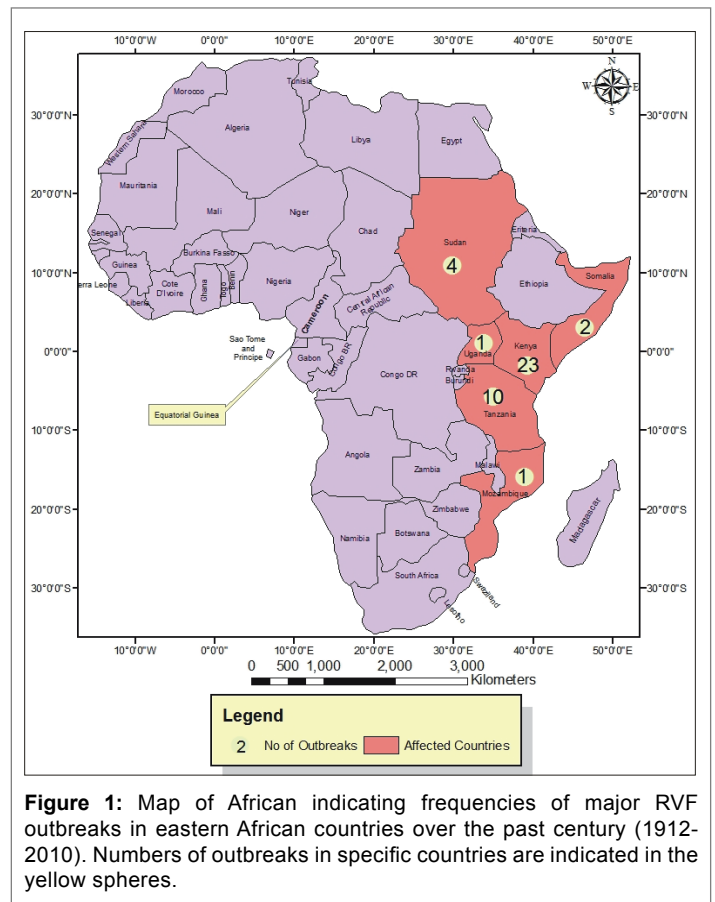 10°0'0"W 0°0'0" 10°0'0"E 20°0'0"E 30°0'0"E 40°0'0"E 50°0'0"E
N
W E
S
30°0'0"N 30°0'0"N
20°0'0"N 20°0'0"N
10°0'0"N 10°0'0"N
0°0'0" 0°0'0"
10°0'0"S 10°0'0"S
20°0'0"S 20°0'0"S
30°0'0"S 30°0'0"S
Tunisia
Morocco
Algeria
Libya
Egypt
Western Sahara
Mauritania
Mali
Niger
Chad
Sudan
4
Eritoria
Senegal
Burkina Fasso
Guinea
Nigeria
Ethiopia
Somalia
2
erra Leone
Liberia
Cote
D'Ivoire
Ghana
Togo
Benin
Cameroon
Central African
Republic
Sao Tome
and
Principe
Gabon
Congo BR
Congo DR
1
Uganda
Kenya
23
Rwanda
Burundi
10
Tanzania
Equatorial Guinea
Angola
Zambia
Malawi
1
Mozambique
Zimbabwe
Madagascar
Namibia
Botswana
South Africa
Swaziland
Lesotho
10°0'0"W 0°0'0" 10°0'0"E 20°0'0"E 30°0'0"E 40°0'0"E 50°0'0"E
0 500 1,000 2,000 3,000
Kilometers
Legend
2 No of Outbreaks Affected Countries
Figure 1: Map of African indicating frequencies of major RVF
outbreaks in eastern African countries over the past century (1912-
2010). Numbers of outbreaks in specific countries are indicated in the
yellow spheres.